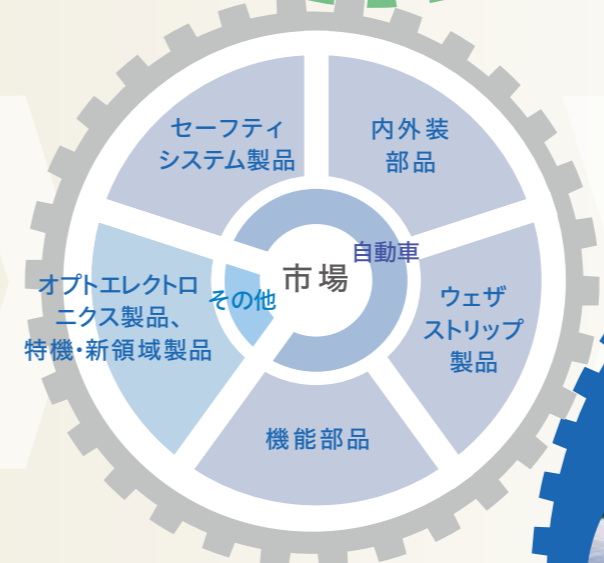 セーフティ
システム製品
内外装
部品
自動車
市場
その他
オプトエレクトロ
ニクス製品、
特機・新領域製品
ウェザ
ストリップ
製品
機能部品